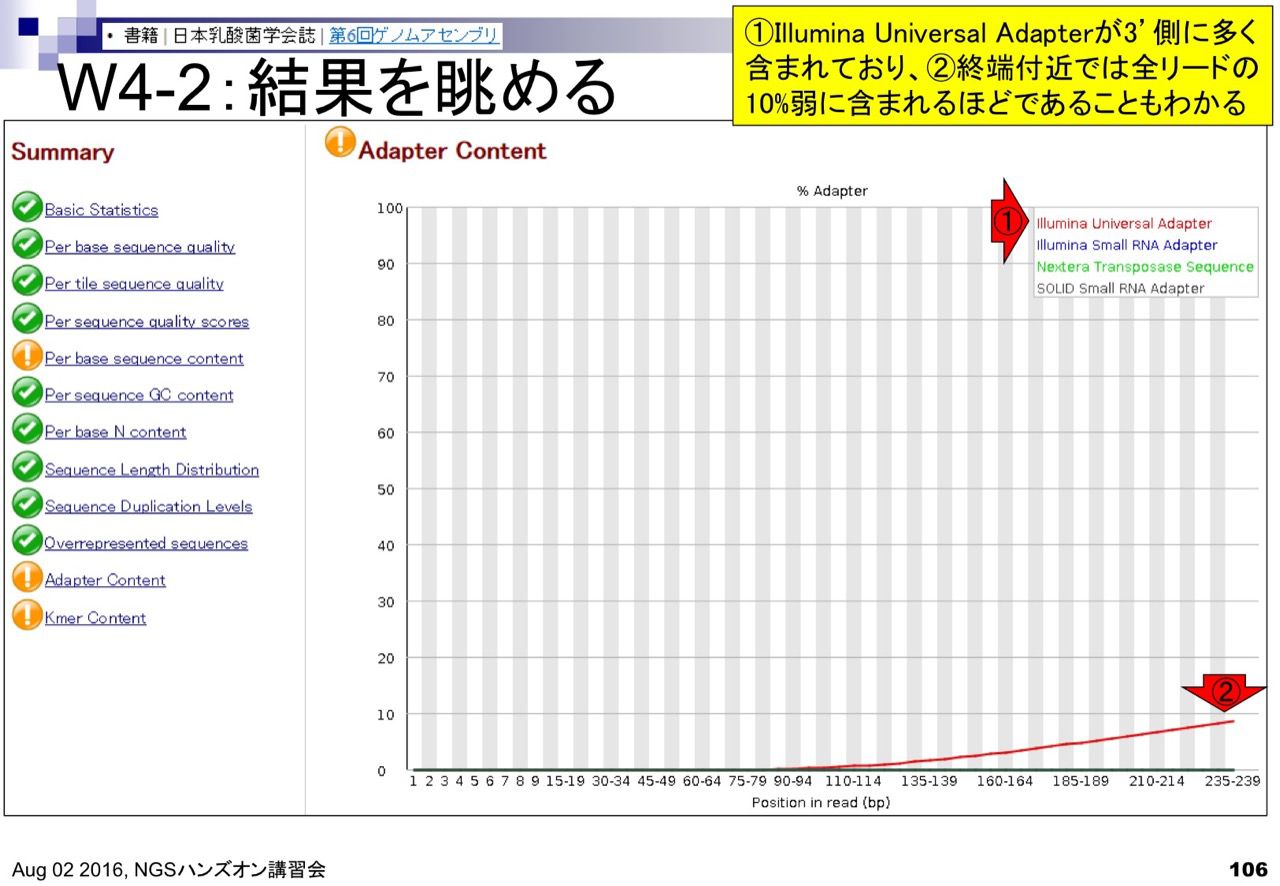 • 書籍 | 日本乳酸菌学会誌 | 第6回ゲノムアセンブリ
W4-2：結果を眺める
①Illumina Universal Adapterが3’側に多く
含まれており、②終端付近では全リードの
10%弱に含まれるほどであることもわかる
Summary
Basic Statistics
Per base sequence quality
Per tile sequence quality
Per sequence quality scores
Per base sequence content
Per sequence GC content
Per base N content
Sequence Length Distribution
Sequence Duplication Levels
Overrepresented sequences
Adapter Content
Kmer Content
Adapter Content
% Adapter
100
90
80
70
60
50
40
30
20
10
0
①
Illumina Universal Adapter
Illumina Small RNA Adapter
Nextera Transposase Sequence
SOLID Small RNA Adapter
②
1 2 3 4 5 6 7 8 9 15-19 30-34 45-49 60-64 75-79 90-94 110-114 135-139 160-164 185-189 210-214 235-239
Position in read (bp)
Aug 02 2016, NGSハンズオン講習会
106